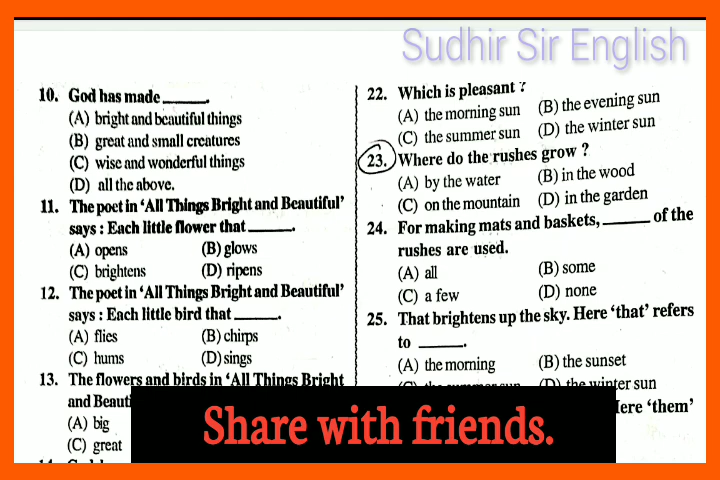 Sudhir Sir English
10. God has made ______.
(A) bright and beautiful things
(B) great and small creatures
(C) wise and wonderful things
(D) all the above.
11. The poet in ‘All Things Bright and Beautiful’
says : Each little flower that ______.
(A) opens (B) glows
(C) brightens (D) ripens
12. The poet in ‘All Things Bright and Beautiful’
says : Each little bird that ______.
(A) flies (B) chirps
(C) hums (D) sings
13. The flowers and birds in ‘All Things Bright
and
(A) big
(C) great
22. Which is pleasant ?
(A) the morning sun (B) the evening sun
(C) the summer sun (D) the winter sun
23. Where do the rushes grow ?
(A) by the water (B) in the wood
(C) on the mountain (D) in the garden
24. For making mats and baskets, ______ of the
rushes are used.
(A) all (B) some
(C) a few (D) none
25. That brightens up the sky. Here ‘that’ refers
to ______.
(A) the morning (B) the sunset
(D) the winter sun
Here ‘them’
Share with friends.